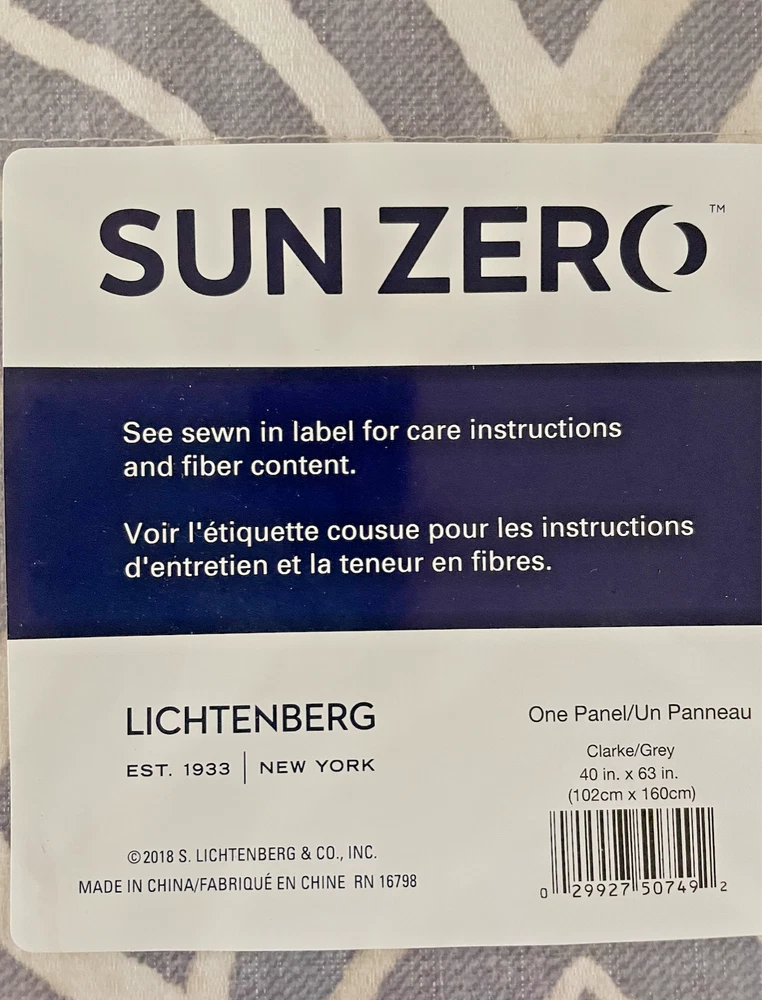 SUN ZERO™
See sewn in label for care instructions
and fiber content.
Voir l'étiquette cousue pour les instructions
d'entretien et la teneur en fibres.
LICHTENBERG
EST. 1933 | NEW YORK
©2018 S. LICHTENBERG & CO., INC.
MADE IN CHINA/FABRIQUÉ EN CHINE RN 16798
One Panel/Un Panneau
Clarke/Grey
40 in. x 63 in.
(102cm x 160cm)
0 29927 50749 2